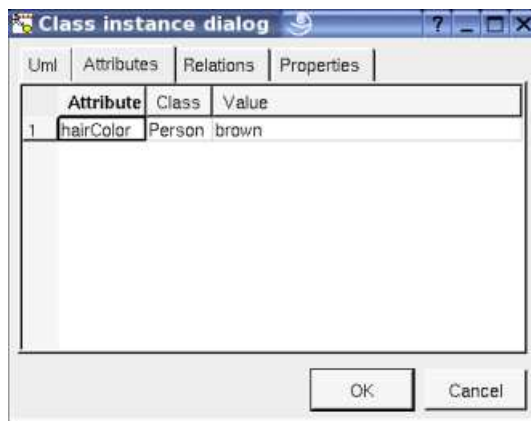 Class instance dialog
Uml Attributes Relations Properties
Attribute Class Value
1 hairColor Person brown
OK Cancel